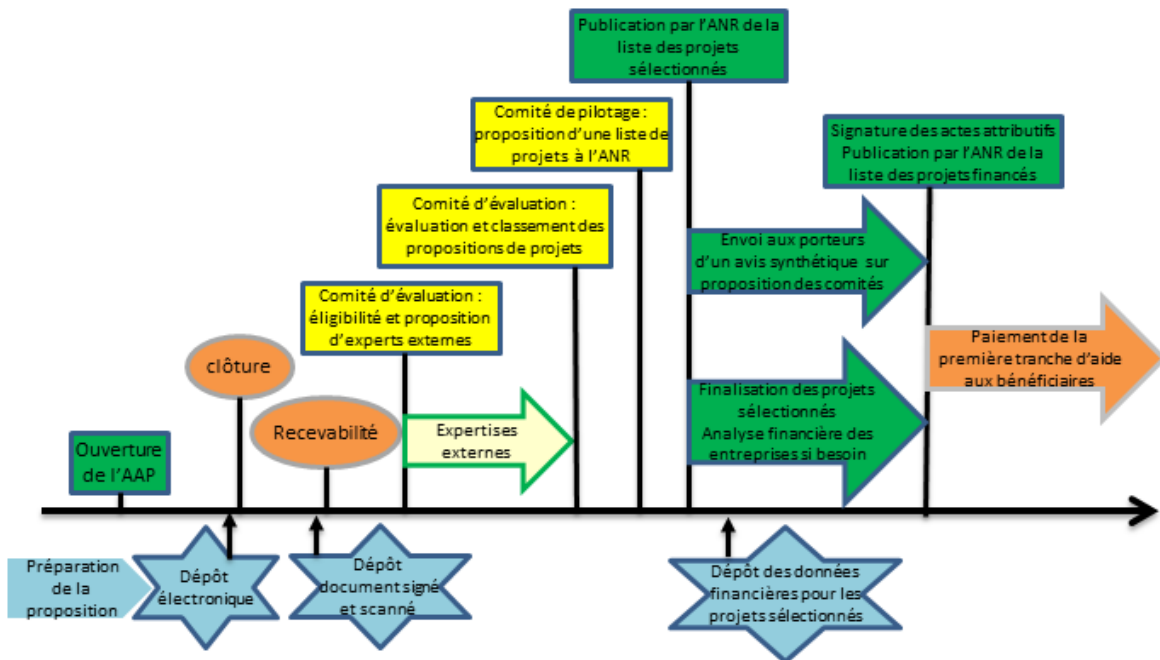 Publication par l'ANR de la
liste des projets
sélectionnés
Comité de pilotage :
proposition d'une liste de
projets à l'ANR
Signature des actes attributifs
Publication par l'ANR de la
liste des projets financés
Comité d'évaluation :
évaluation et classement des
propositions de projets
Envoi aux porteurs
d'un avis synthétique sur
proposition des comités
Comité d'évaluation :
éligibilité et proposition
d'experts externes
Paiement de la
première tranche d'aide
aux bénéficiaires
clôture
Finalisation des projets
sélectionnés
Analyse financière des
entreprises si besoin
Recevabilité
Expertises
externes
Ouverture
de l'AAP
Préparation
de la
proposition
Dépôt
électronique
Dépôt
document signé
et scanné
Dépôt des données
financières pour les
projets sélectionnés